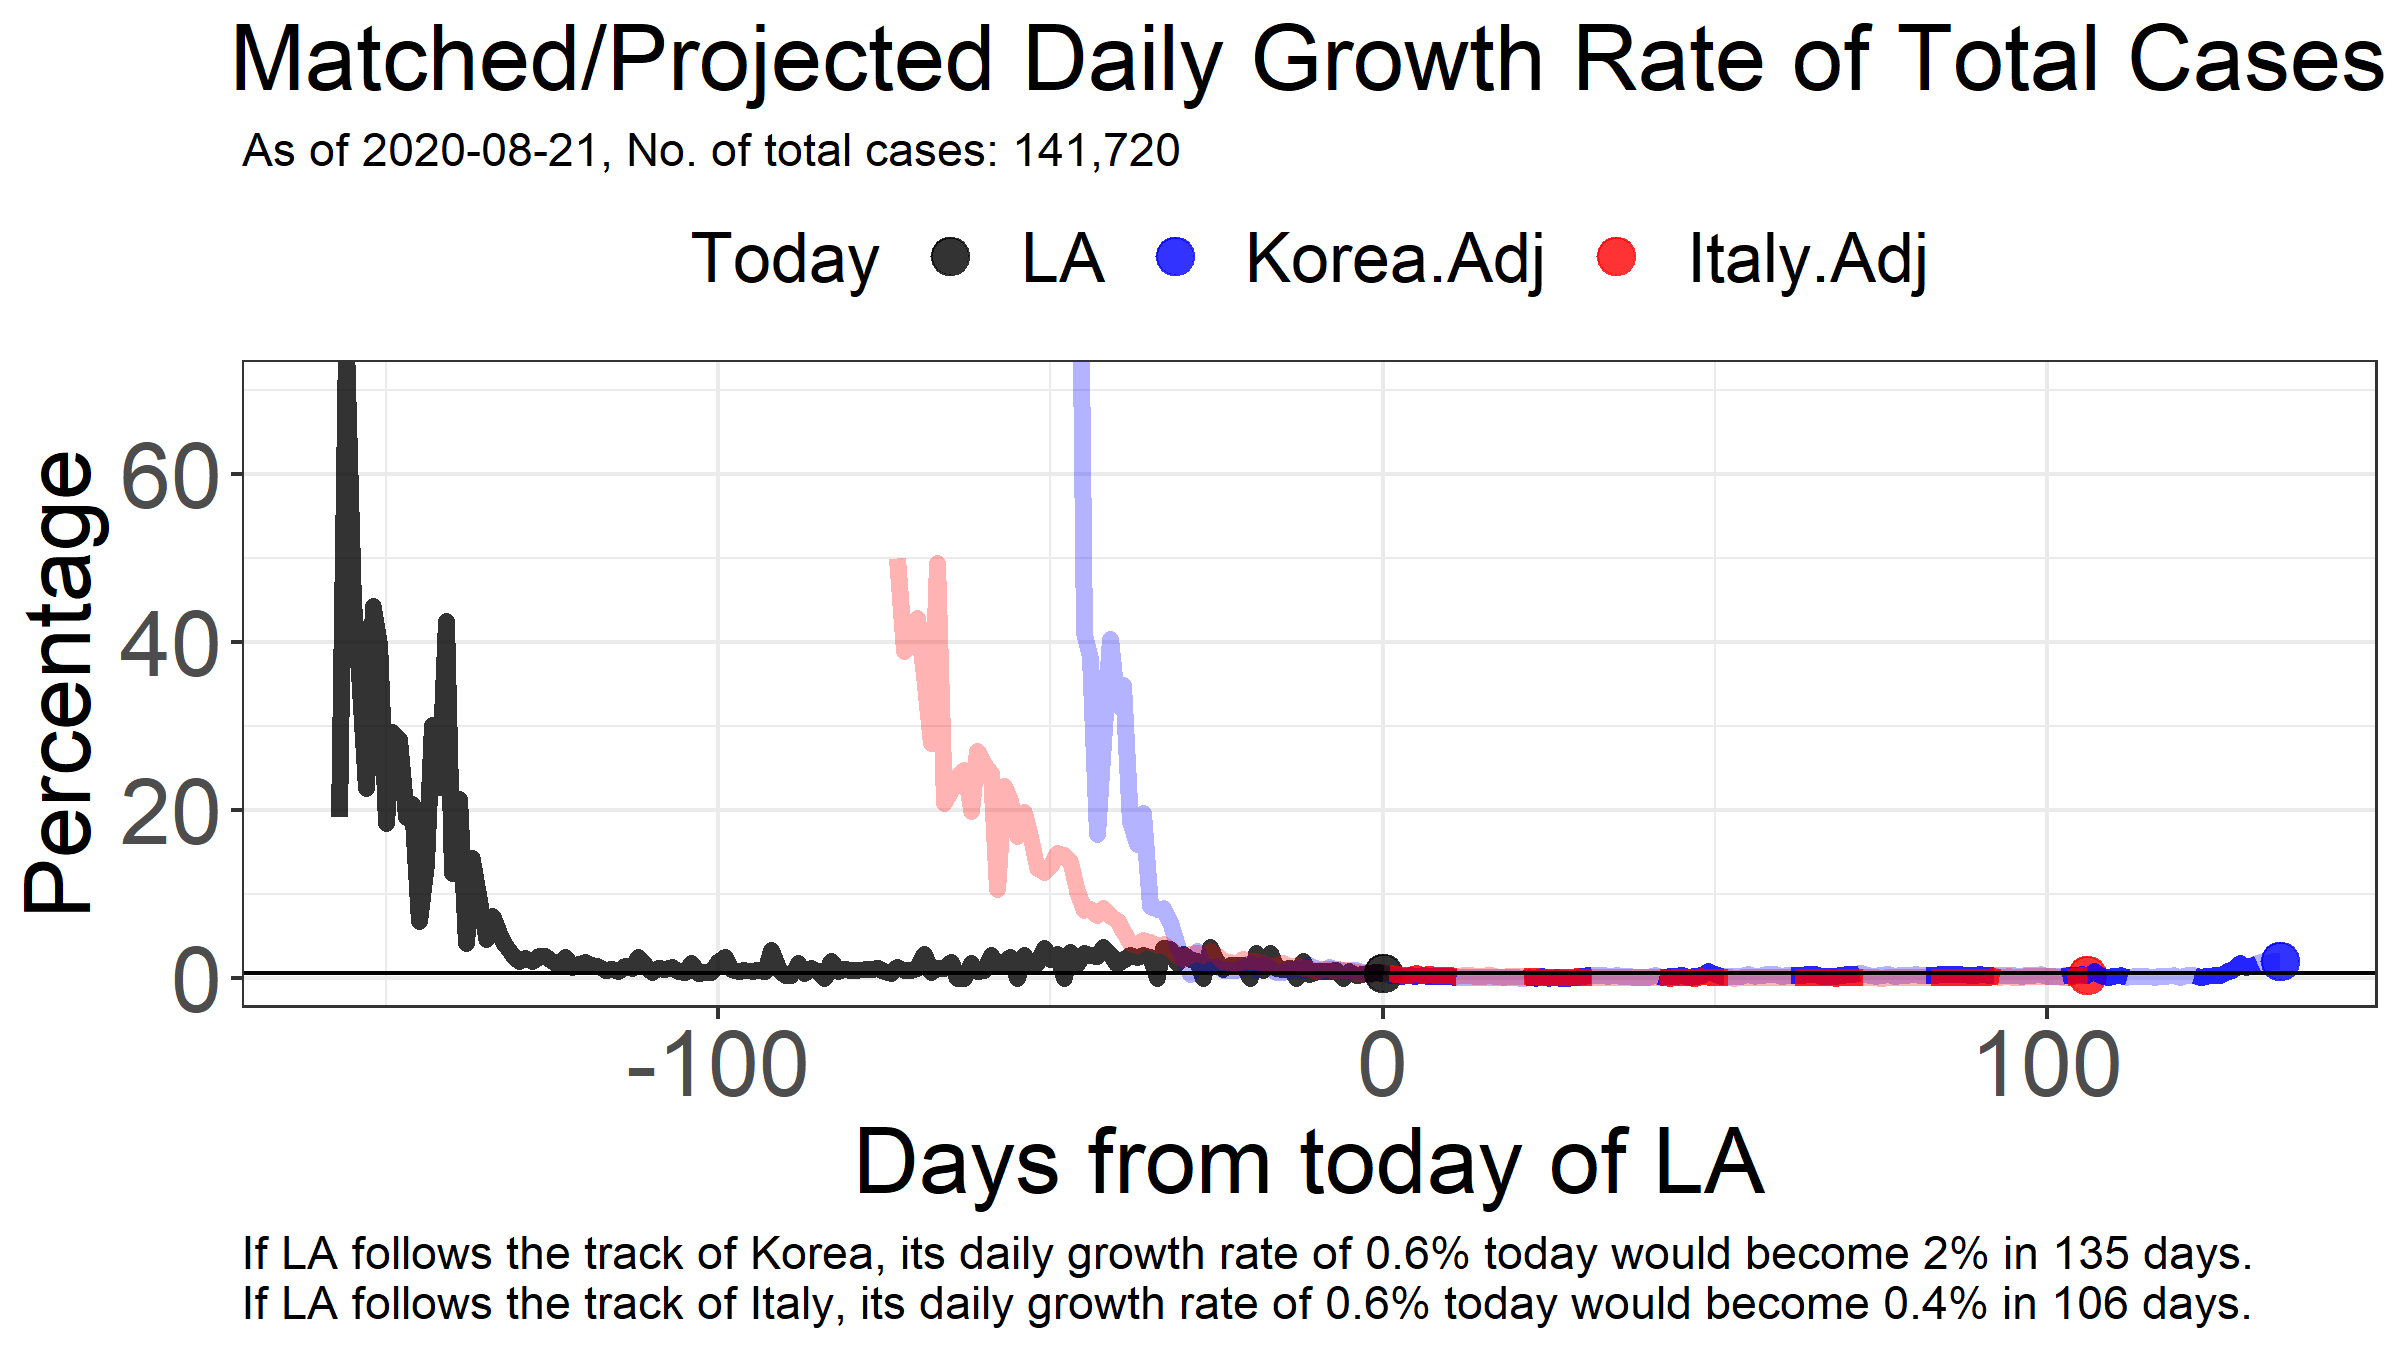 Matched/Projected Daily Growth Rate of Total Cases
As of 2020-08-21, No. of total cases: 141,720
Today LA Korea.Adj Italy.Adj
Percentage
60
40
20
0
-100 0 100
Days from today of LA
If LA follows the track of Korea, its daily growth rate of 0.6% today would become 2% in 135 days.
If LA follows the track of Italy, its daily growth rate of 0.6% today would become 0.4% in 106 days.